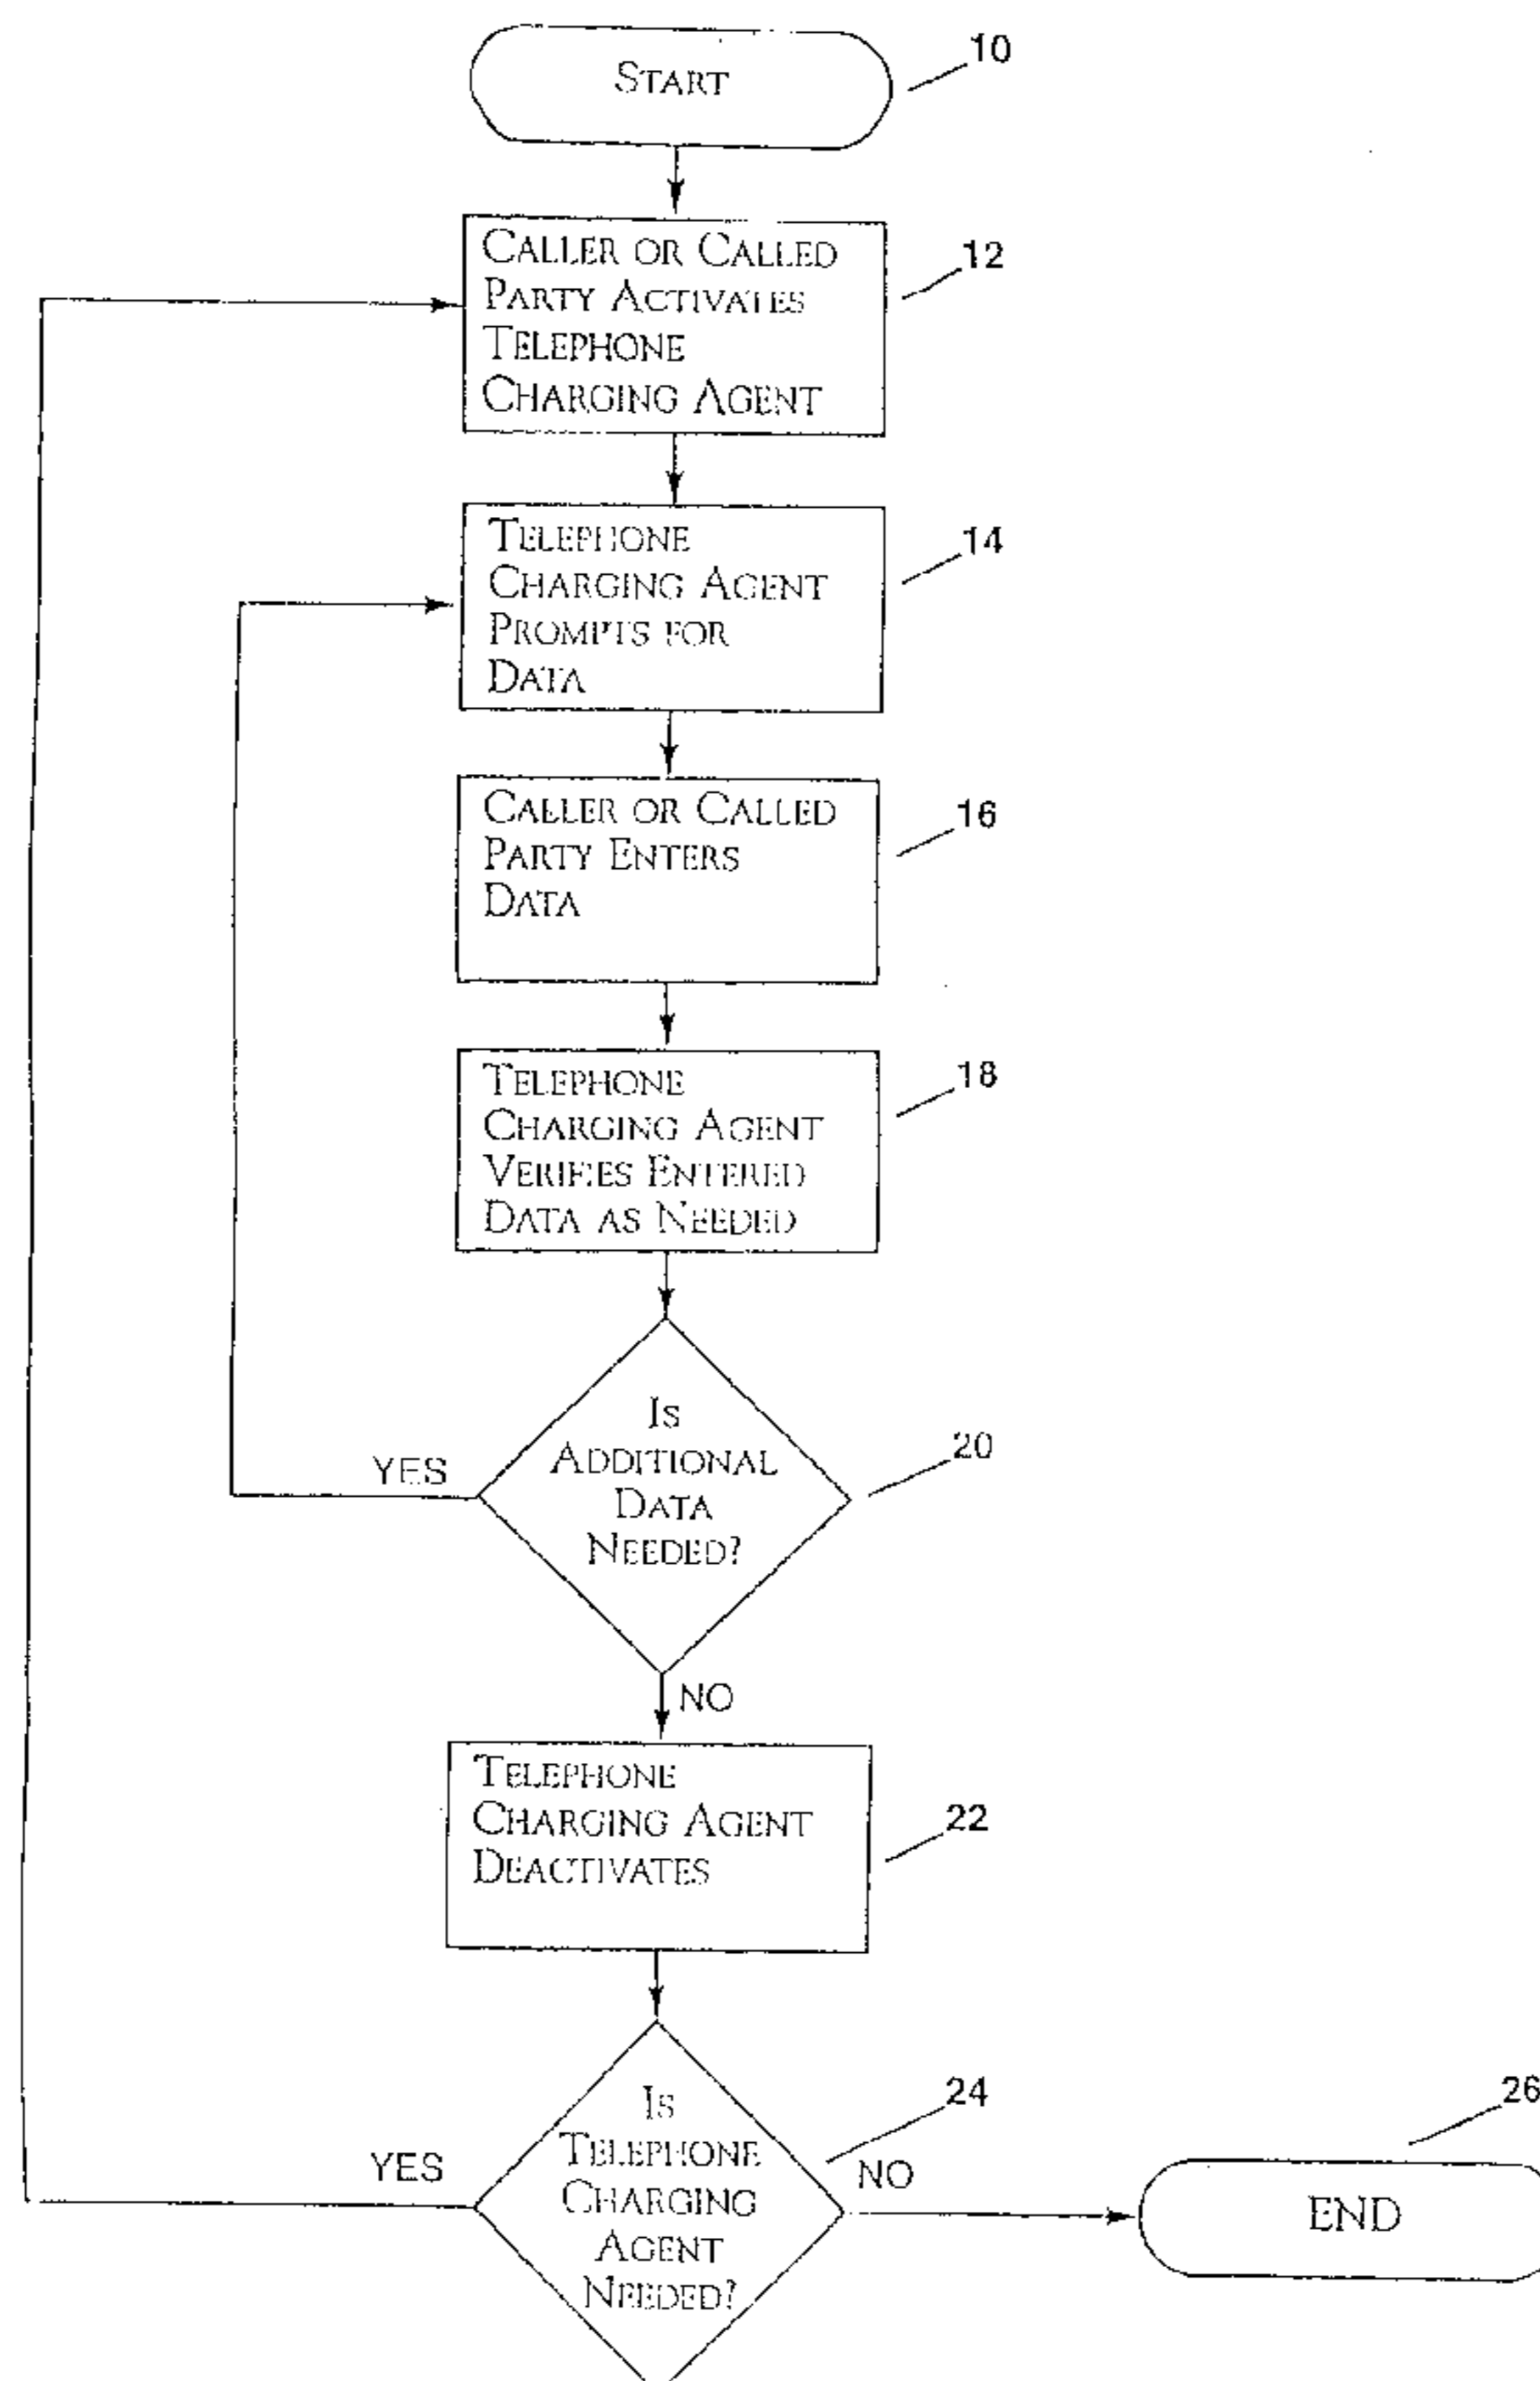 START
10
CALLER OR CALLED
PARTY ACTIVATES
TELEPHONE
CHARGING AGENT
12
TELEPHONE
CHARGING AGENT
PROMPTS FOR
DATA
14
CALLER OR CALLED
PARTY ENTERS
DATA
16
TELEPHONE
CHARGING AGENT
VERIFIES ENTERED
DATA AS NEEDED
18
IS
ADDITIONAL
DATA
NEEDED?
20
YES
NO
TELEPHONE
CHARGING AGENT
DEACTIVATES
22
IS
TELEPHONE
CHARGING
AGENT
NEEDED?
24
YES
NO
END
26